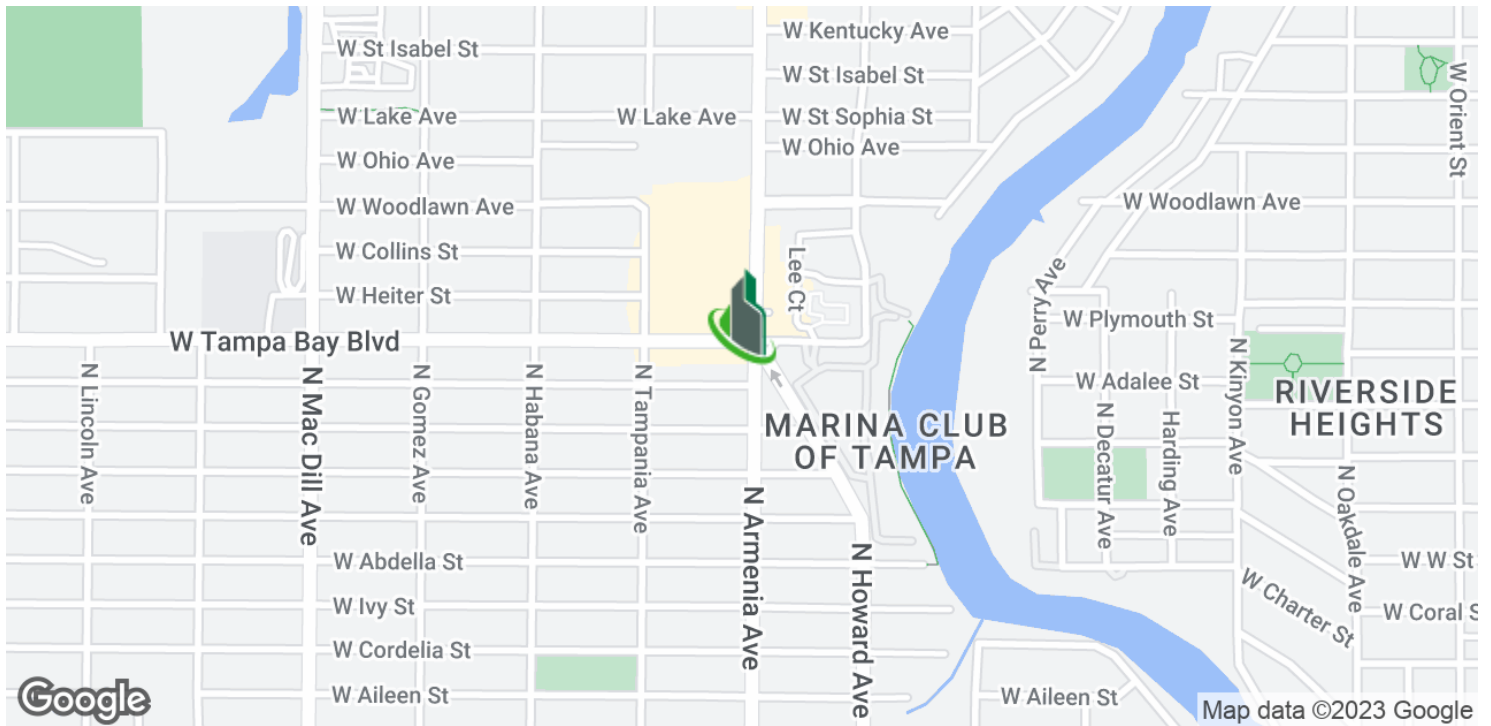 W Kentucky Ave
W St Isabel St
W St Isabel St
W Orient St
W Lake Ave
W Lake Ave
W St Sophia St
W Ohio Ave
W Ohio Ave
W Woodlawn Ave
W Woodlawn Ave
W Collins St
Lee Ct
W Heiter St
N Perry Ave
W Plymouth St
W Tampa Bay Blvd
N Lincoln Ave
N Mac Dill Ave
N Gomez Ave
N Habana Ave
N Tampania Ave
W Adalee St
N Kinyon Ave
RIVERSIDE
HEIGHTS
MARINA CLUB
OF TAMPA
N Decatur Ave
Harding Ave
N Oakdale Ave
N Armenia Ave
N Howard Ave
W Abdella St
W W St
W Ivy St
W Charter St
W Coral S
W Cordelia St
W Aileen St
W Aileen St
Google
Map data ©2023 Google